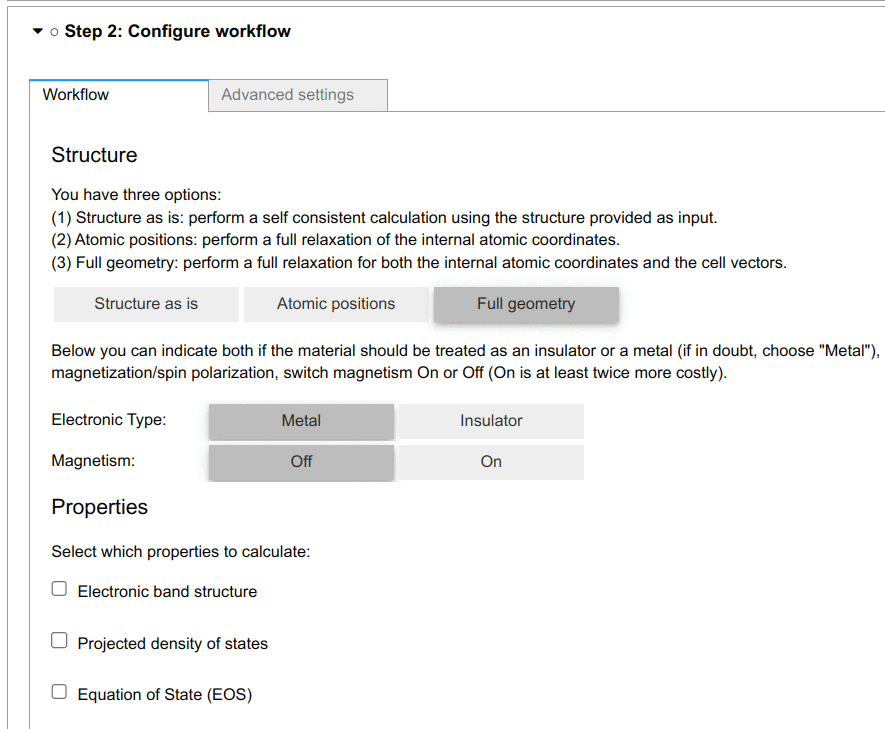 Step 2: Configure workflow
Workflow
Advanced settings
Structure
You have three options:
(1) Structure as is: perform a self consistent calculation using the structure provided as input.
(2) Atomic positions: perform a full relaxation of the internal atomic coordinates.
(3) Full geometry: perform a full relaxation for both the internal atomic coordinates and the cell vectors.
Structure as is
Atomic positions
Full geometry
Below you can indicate both if the material should be treated as an insulator or a metal (if in doubt, choose "Metal"),
magnetization/spin polarization, switch magnetism On or Off (On is at least twice more costly).
Electronic Type:
Metal
Insulator
Magnetism:
Off
On
Properties
Select which properties to calculate:
Electronic band structure
Projected density of states
Equation of State (EOS)